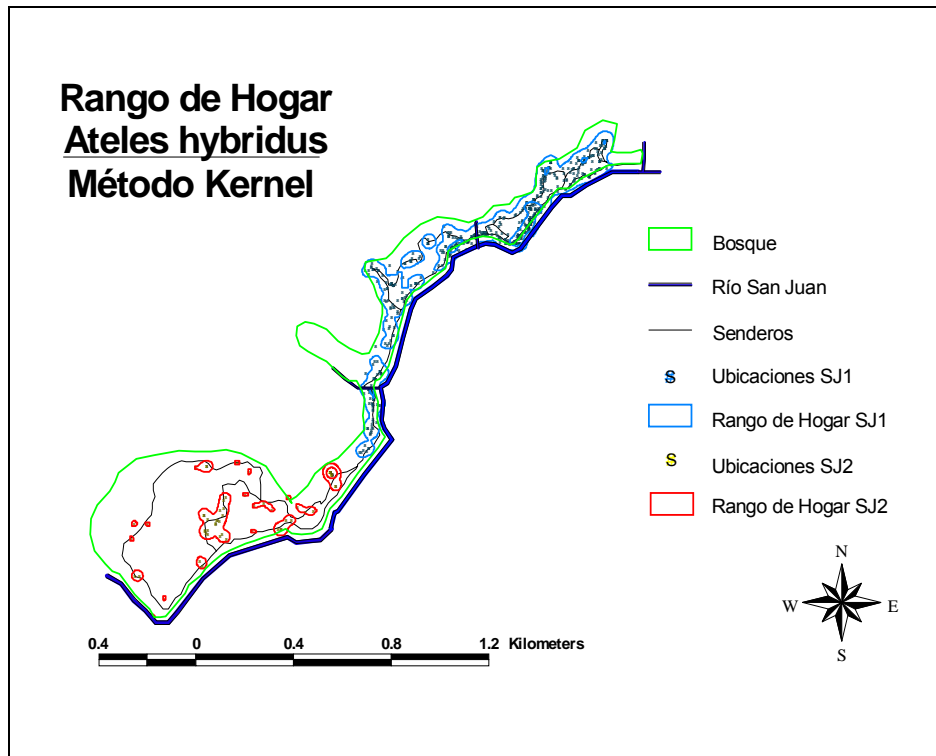 Rango de Hogar
Ateles hybridus
Método Kernel
Bosque
Río San Juan
Senderos
s Ubicaciones SJ1
Rango de Hogar SJ1
s Ubicaciones SJ2
Rango de Hogar SJ2
N
W E
S
0.4 0 0.4 0.8 1.2 Kilometers